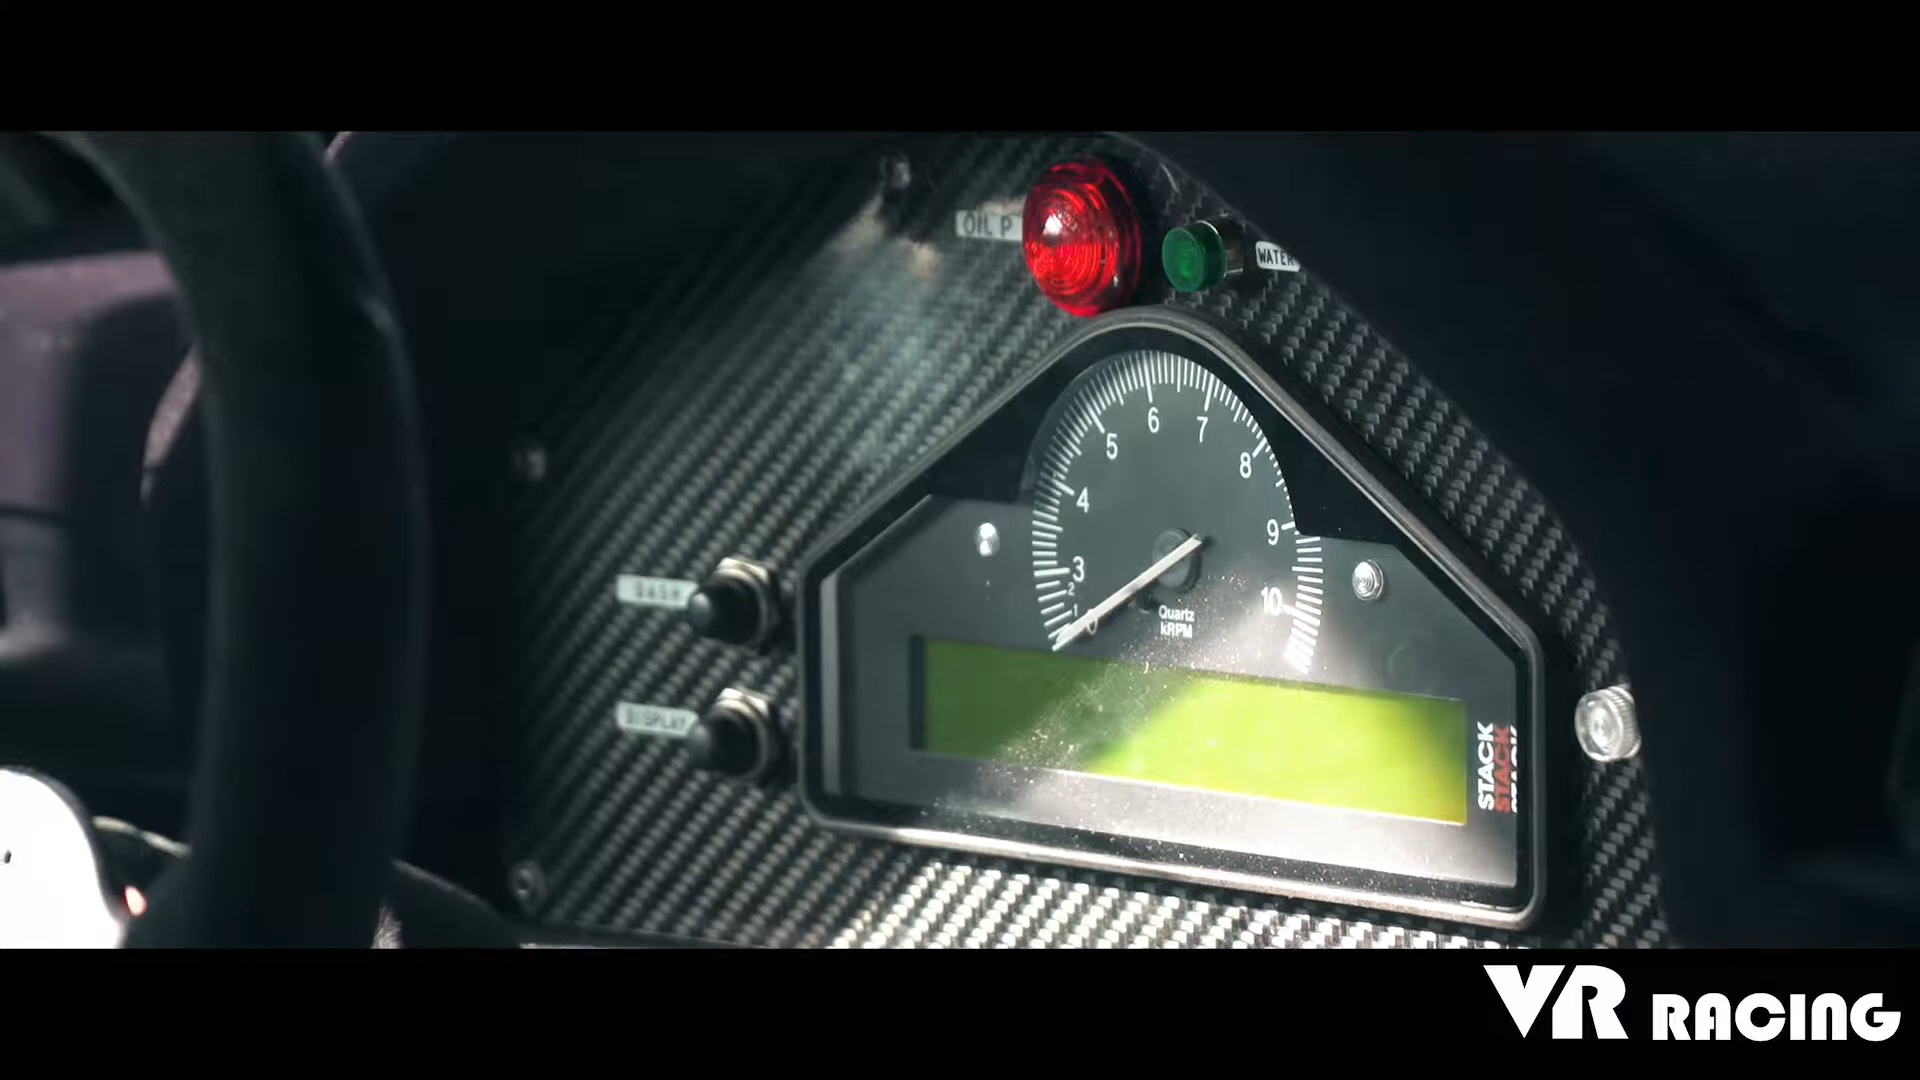 OIL P
WATER
6
7
5
8
4
9
3
2
1
0
10
Quartz
kRPM
DASH
DISPLAY
STACK
STACK
STACK
VR RACING